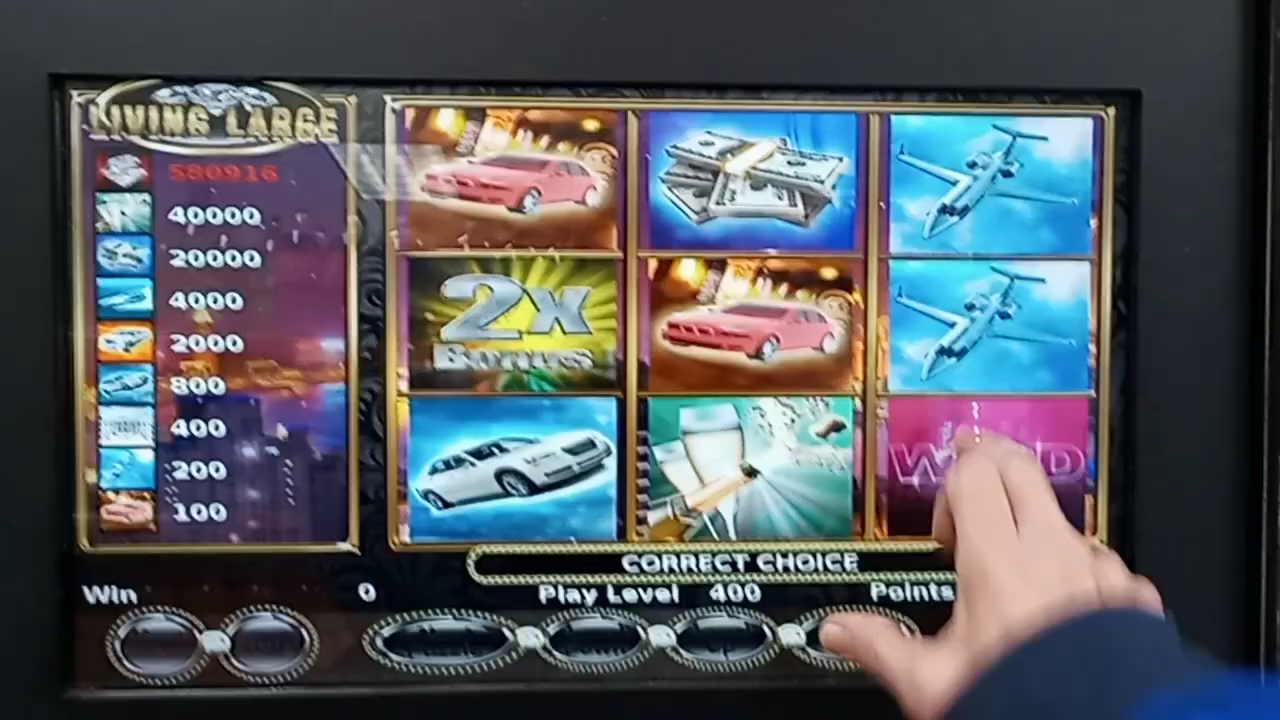 LIVING LARGE
580916
40000
20000
4000
2000
800
400
200
100
2x
Bonus
CORRECT CHOICE
Win 0 Play Level 400 Points